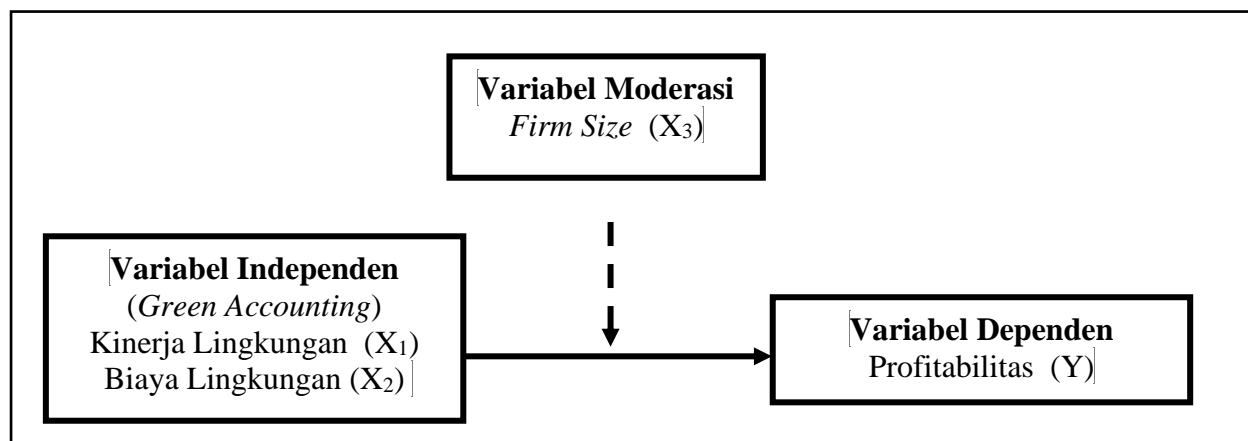 Variabel Moderasi
Firm Size (X₃)
Variabel Independen
(Green Accounting)
Kinerja Lingkungan (X₁)
Biaya Lingkungan (X₂)
Variabel Dependen
Profitabilitas (Y)